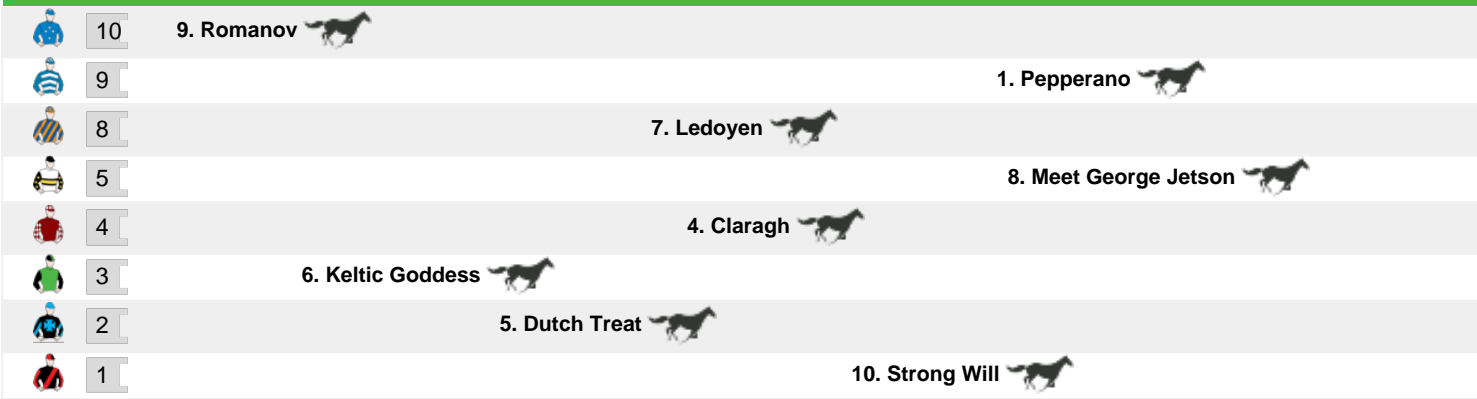 10 9. Romanov
9 1. Pepperano
8 7. Ledoyen
5 8. Meet George Jetson
4 4. Claragh
3 6. Keltic Goddess
2 5. Dutch Treat
1 10. Strong Will